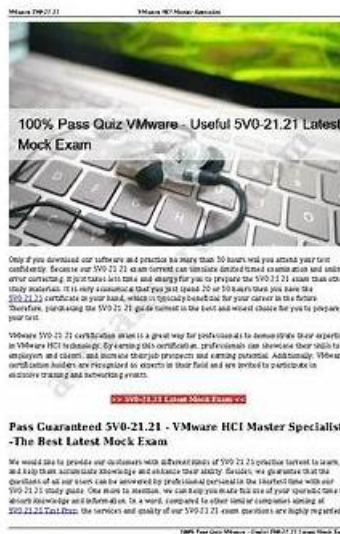 VMware 5V0-21.21
VMware HCI Master Specialist
100% Pass Quiz VMware - Useful 5V0-21.21 Latest
Mock Exam
Only if you download our software and practice no more than 30 hours will you attend your test
confidently. Because our 5V0-21.21 exam torrent can simulate limited timed examination and online
error correcting, it just takes less time and energy for you to prepare the 5V0-21.21 exam than other
study materials. It is very economical that you just spend 20 or 30 hours then you have the
5V0-21.21 certificate in your hand, which is typically beneficial for your career in the future.
Therefore, purchasing the 5V0-21.21 guide torrent is the best and wisest choice for you to prepare
your test.
VMware 5V0-21.21 certification exam is a great way for professionals to demonstrate their expertise
in VMware HCI technology. By earning this certification, professionals can showcase their skills to
employers and clients, and increase their job prospects and earning potential. Additionally, VMware
certification holders are recognized as experts in their field and are invited to participate in
exclusive training and networking events.
>> 5V0-21.21 Latest Mock Exam <<
Pass Guaranteed 5V0-21.21 - VMware HCI Master Specialist
-The Best Latest Mock Exam
We would like to provide our customers with different kinds of 5V0-21.21 practice torrent to learn,
and help them accumulate knowledge and enhance their ability. Besides, we guarantee that the
questions of all our users can be answered by professional personal in the shortest time with our
5V0-21.21 study guide. One more to mention, we can help you make full use of your sporadic time to
absorb knowledge and information. In a word, compared to other similar companies aiming at
5V0-21.21 Test Prep, the services and quality of our 5V0-21.21 exam questions are highly regarded
100% Pass Quiz VMware - Useful 5V0-21.21 Latest Mock Exam